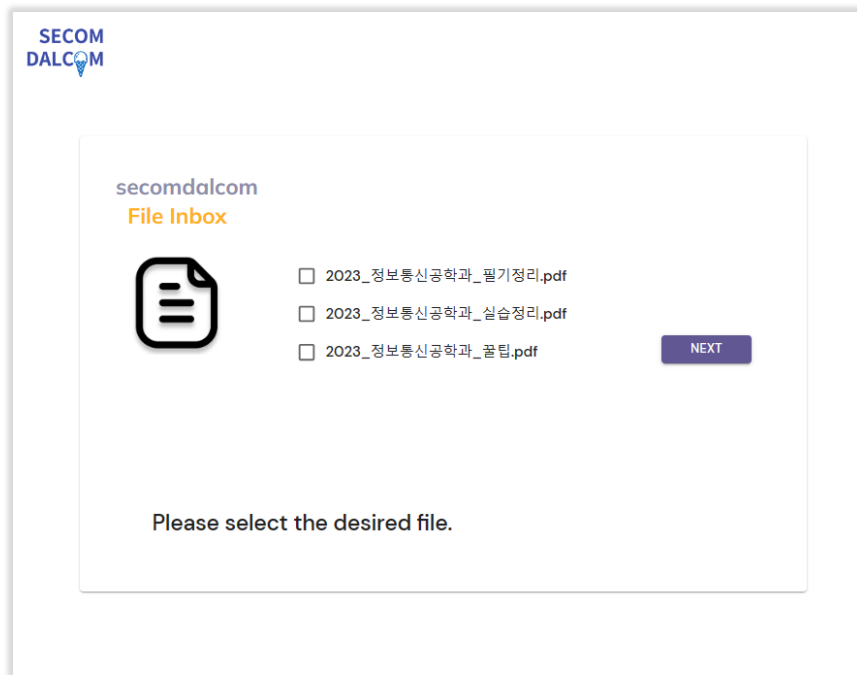 SECOM
DALCOM
secomdalcom
File Inbox
2023_정보통신공학과_필기정리.pdf
2023_정보통신공학과_실습정리.pdf
2023_정보통신공학과_꿀팁.pdf
NEXT
Please select the desired file.